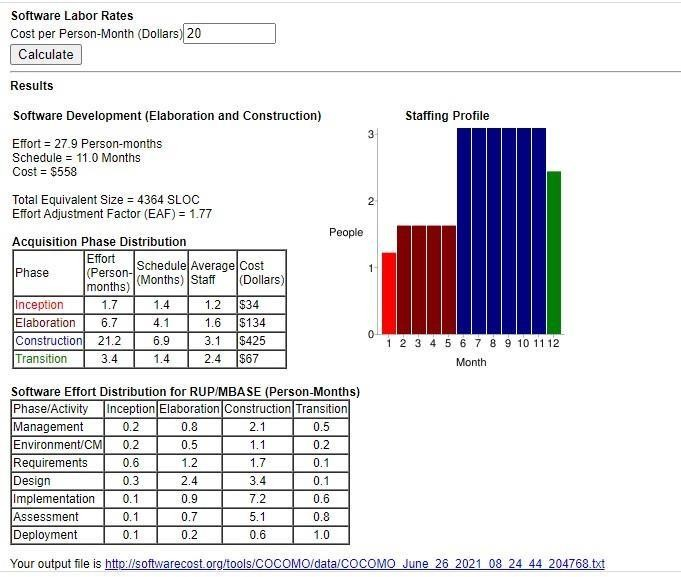 Software Labor Rates
Cost per Person-Month (Dollars) 20
Calculate
Results
Software Development (Elaboration and Construction)
Effort = 27.9 Person-months
Schedule = 11.0 Months
Cost = $558
Total Equivalent Size = 4364 SLOC
Effort Adjustment Factor (EAF) = 1.77
Acquisition Phase Distribution
Phase Effort (Person-months) Schedule (Months) Average Staff Cost (Dollars)
Inception 1.7 1.4 1.2 $34
Elaboration 6.7 4.1 1.6 $134
Construction 21.2 6.9 3.1 $425
Transition 3.4 1.4 2.4 $67
Staffing Profile
3
2
People
1
0
1 2 3 4 5 6 7 8 9 10 11 12
Month
Software Effort Distribution for RUP/MBASE (Person-Months)
Phase/Activity Inception Elaboration Construction Transition
Management 0.2 0.8 2.1 0.5
Environment/CM 0.2 0.5 1.1 0.2
Requirements 0.6 1.2 1.7 0.1
Design 0.3 2.4 3.4 0.1
Implementation 0.1 0.9 7.2 0.6
Assessment 0.1 0.7 5.1 0.8
Deployment 0.1 0.2 0.6 1.0
Your output file is http://softwarecost.org/tools/COCOMO/data/COCOMO_June_26_2021_08_24_44_204768.txt